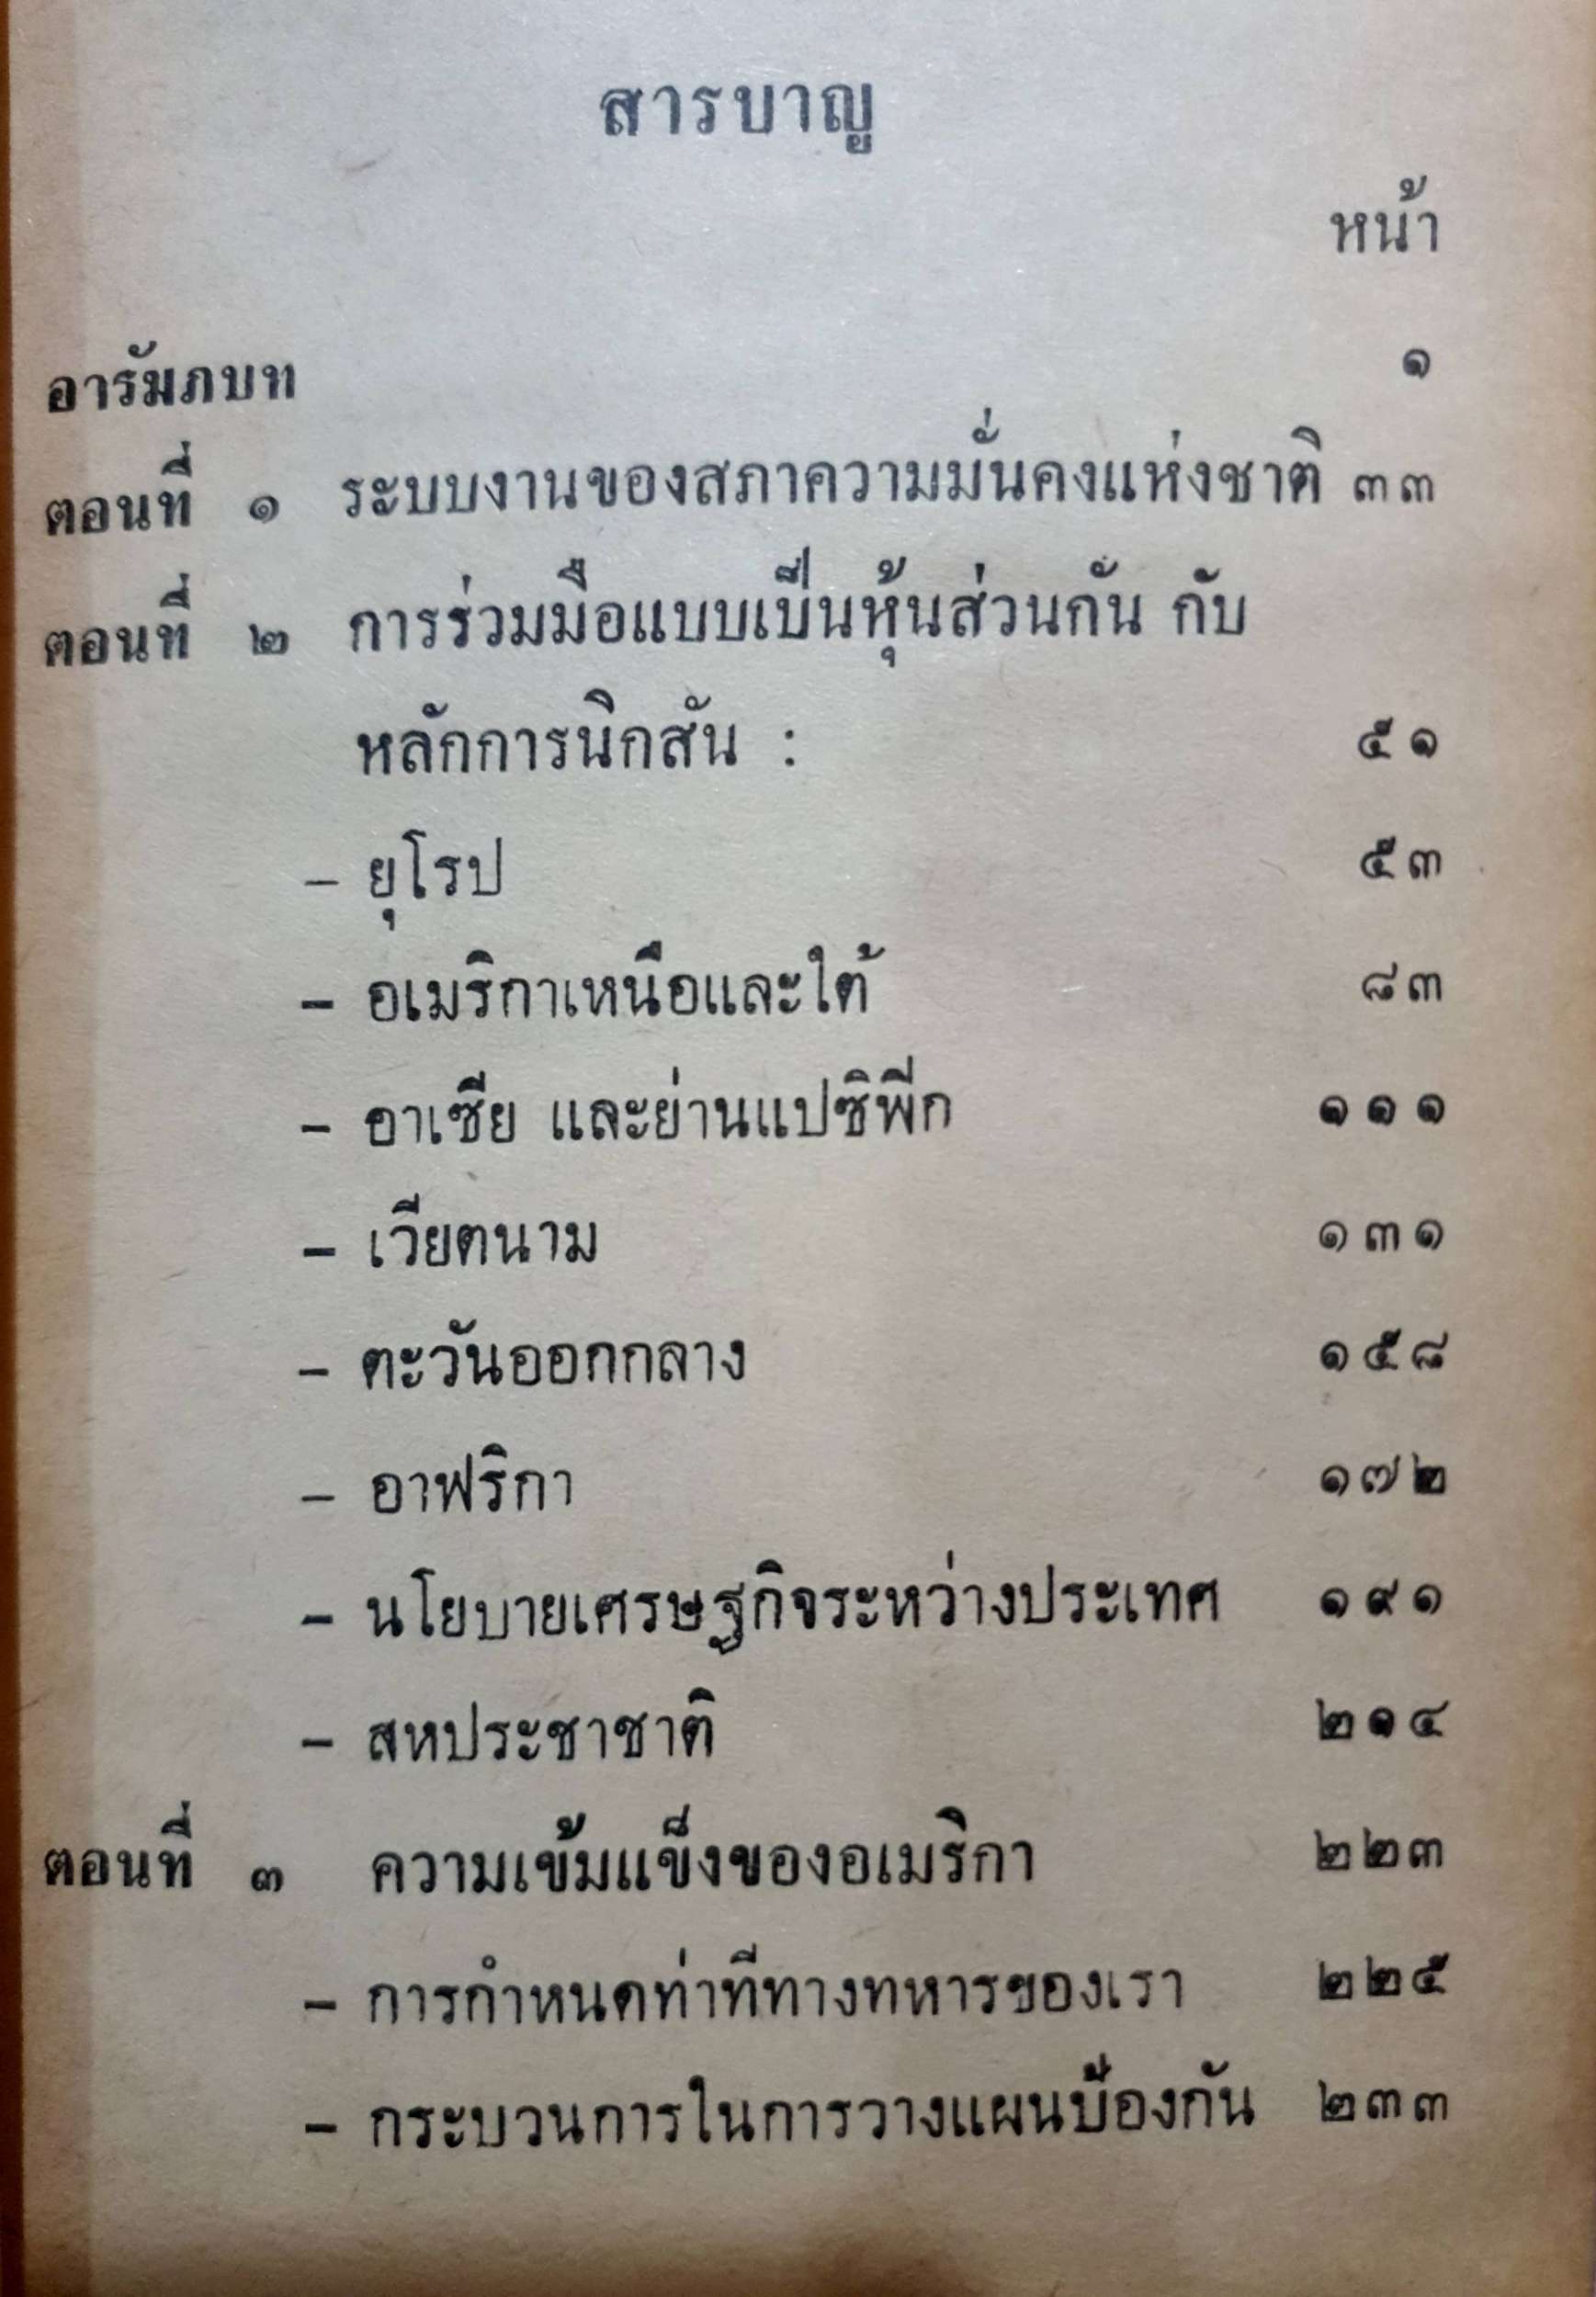 สารบาญ
หน้า
อารัมภบท ๑
ตอนที่ ๑ ระบบงานของสภาความมั่นคงแห่งชาติ ๓๓
ตอนที่ ๒ การร่วมมือแบบเป็นหุ้นส่วนกัน กับ
หลักการนิกสัน : ๕๑
– ยุโรป ๕๓
– อเมริกาเหนือและใต้ ๘๓
– อาเซีย และย่านแปซิฟิก ๑๑๑
– เวียตนาม ๑๓๑
– ตะวันออกกลาง ๑๕๘
– อาฟริกา ๑๗๒
– นโยบายเศรษฐกิจระหว่างประเทศ ๑๙๑
– สหประชาชาติ ๒๑๔
ตอนที่ ๓ ความเข้มแข็งของอเมริกา ๒๒๓
– การกำหนดท่าทีทางทหารของเรา ๒๒๕
– กระบวนการในการวางแผนป้องกัน ๒๓๓